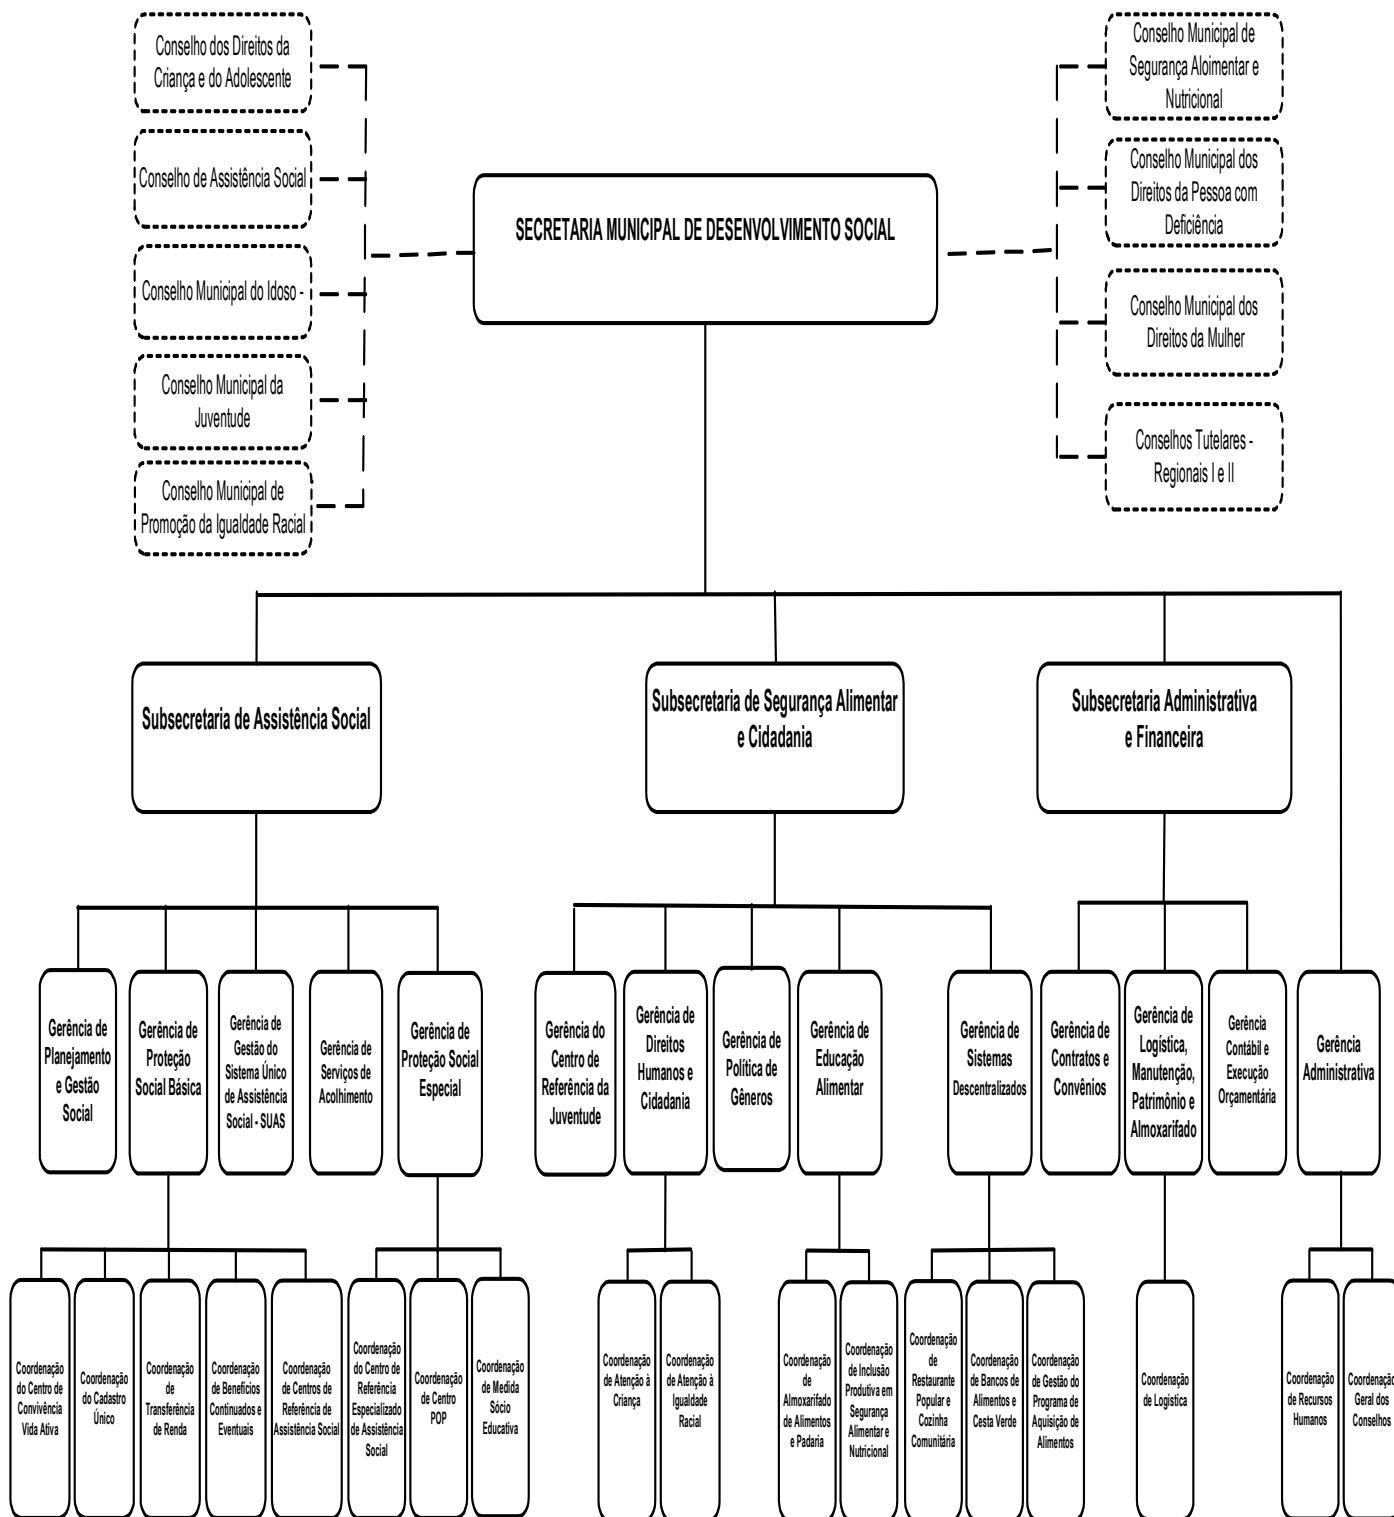 Conselho dos Direitos da
Criança e do Adolescente
Conselho de Assistência Social
Conselho Municipal do Idoso -
Conselho Municipal da
Juventude
Conselho Municipal de
Promoção da Igualdade Racial
Conselho Municipal de
Segurança Aloimentar e
Nutricional
Conselho Municipal dos
Direitos da Pessoa com
Deficiência
Conselho Municipal dos
Direitos da Mulher
Conselhos Tutelares -
Regionais I e II
SECRETARIA MUNICIPAL DE DESENVOLVIMENTO SOCIAL
Subsecretaria de Assistência Social
Subsecretaria de Segurança Alimentar
e Cidadania
Subsecretaria Administrativa
e Financeira
Gerência de
Planejamento
e Gestão
Social
Gerência de
Proteção
Social Básica
Gerência de
Gestão do
Sistema Único
de Assistência
Social - SUAS
Gerência de
Serviços de
Acolhimento
Gerência de
Proteção Social
Especial
Gerência do
Centro de
Referência da
Juventude
Gerência de
Direitos
Humanos e
Cidadania
Gerência de
Política de
Gêneros
Gerência de
Educação
Alimentar
Gerência de
Sistemas
Descentralizados
Gerência de
Contratos e
Convênios
Gerência de
Logística,
Manutenção,
Patrimônio e
Almoxarifado
Gerência
Contábil e
Execução
Orçamentária
Gerência
Administrativa
Coordenação
do Centro de
Convivência
Vida Ativa
Coordenação
do Cadastro
Único
Coordenação
de
Transferência
de Renda
Coordenação
de Benefícios
Continuados e
Eventuais
Coordenação
de Centros de
Referência de
Assistência Social
Coordenação
do Centro de
Referência
Especializado
de Assistência
Social
Coordenação
de Centro
POP
Coordenação
de Medida
Sócio
Educativa
Coordenação
de Atenção à
Criança
Coordenação
de Atenção à
Igualdade
Racial
Coordenação
de
Almoxarifado
de Alimentos
e Padaria
Coordenação
de Inclusão
Produtiva em
Segurança
Alimentar e
Nutricional
Coordenação
de
Restaurante
Popular e
Cozinha
Comunitária
Coordenação
de Bancos de
Alimentos e
Cesta Verde
Coordenação
de Gestão do
Programa de
Aquisição de
Alimentos
Coordenação
de Logística
Coordenação
de Recursos
Humanos
Coordenação
Geral dos
Conselhos